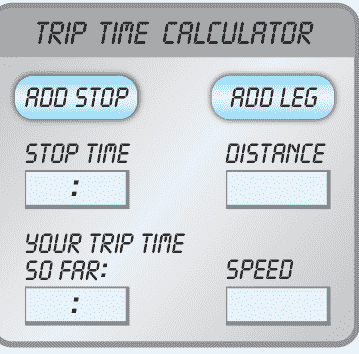 TRIP TIME CALCULATOR
ADD STOP ADD LEG
STOP TIME DISTANCE
:
YOUR TRIP TIME
SO FAR: SPEED
: